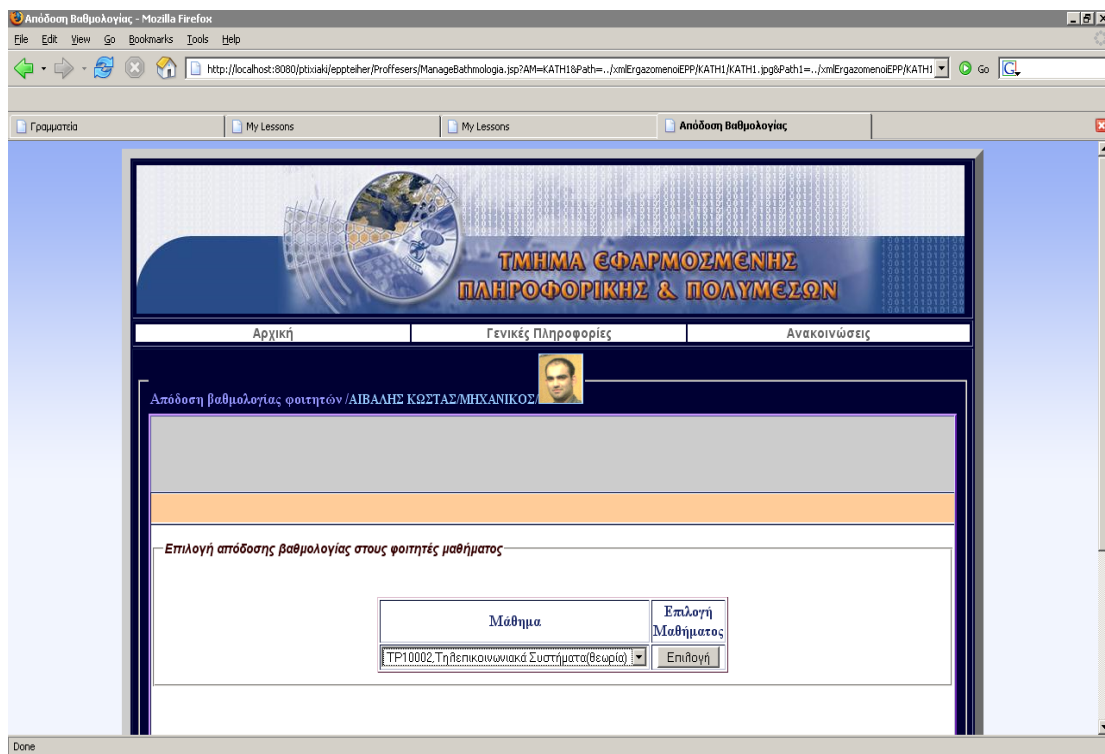 Απόδοση Βαθμολογίας - Mozilla Firefox
File Edit View Go Bookmarks Tools Help
http://localhost:8080/ptixiaki/eppteiher/Proffesers/ManageBathmologia.jsp?AM=KATH1&Path=../xmlErgazomenoiEPP/KATH1/KATH1.jpg&Path1=../xmlErgazomenoiEPP/KATH1 Go
Γραμματεία My Lessons My Lessons Απόδοση Βαθμολογίας
ΤΜΗΜΑ ΕΦΑΡΜΟΣΜΕΝΗΣ
ΠΛΗΡΟΦΟΡΙΚΗΣ & ΠΟΛΥΜΕΣΩΝ
Αρχική Γενικές Πληροφορίες Ανακοινώσεις
Απόδοση βαθμολογίας φοιτητών /ΑΙΒΑΛΗΣ ΚΩΣΤΑΣ/ΜΗΧΑΝΙΚΟΣ/
Επιλογή απόδοσης βαθμολογίας στους φοιτητές μαθήματος
Μάθημα Επιλογή
Μαθήματος
TP10002,Τηλεπικοινωνιακά Συστήματα(θεωρία) Επιλογή
Done